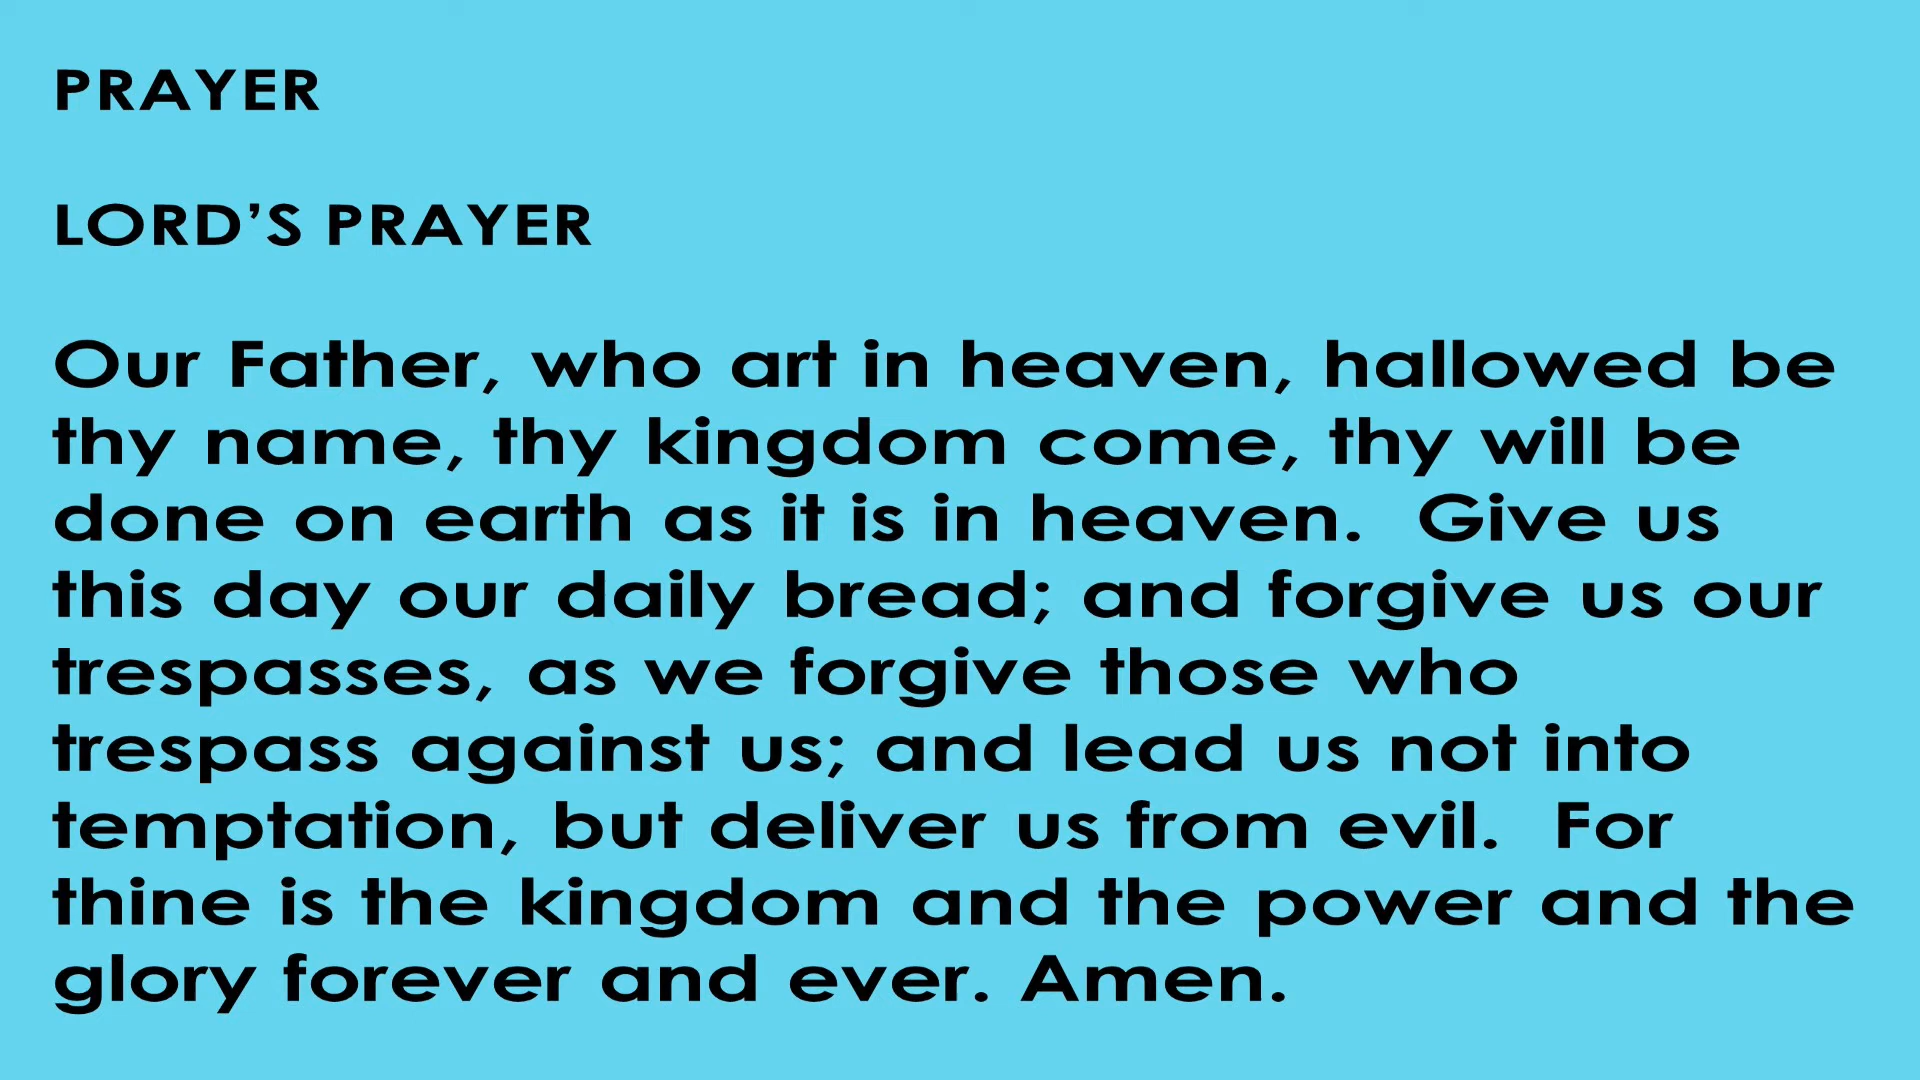 PRAYER
LORD’S PRAYER
Our Father, who art in heaven, hallowed be
thy name, thy kingdom come, thy will be
done on earth as it is in heaven.  Give us
this day our daily bread; and forgive us our
trespasses, as we forgive those who
trespass against us; and lead us not into
temptation, but deliver us from evil.  For
thine is the kingdom and the power and the
glory forever and ever. Amen.